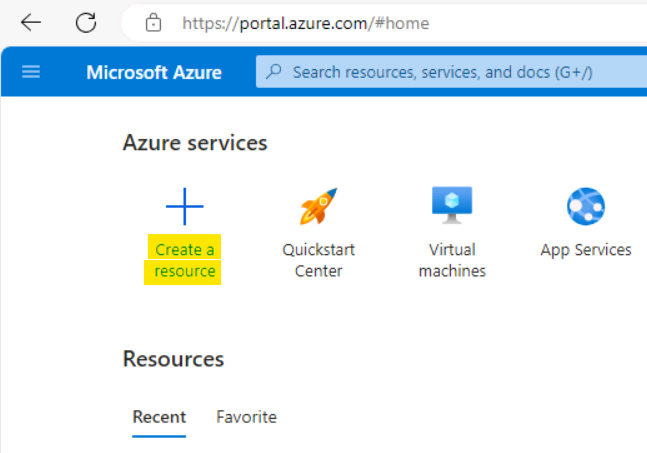 https://portal.azure.com/#home
Microsoft Azure
Search resources, services, and docs (G+/)
Azure services
Create a
resource
Quickstart
Center
Virtual
machines
App Services
Resources
Recent
Favorite